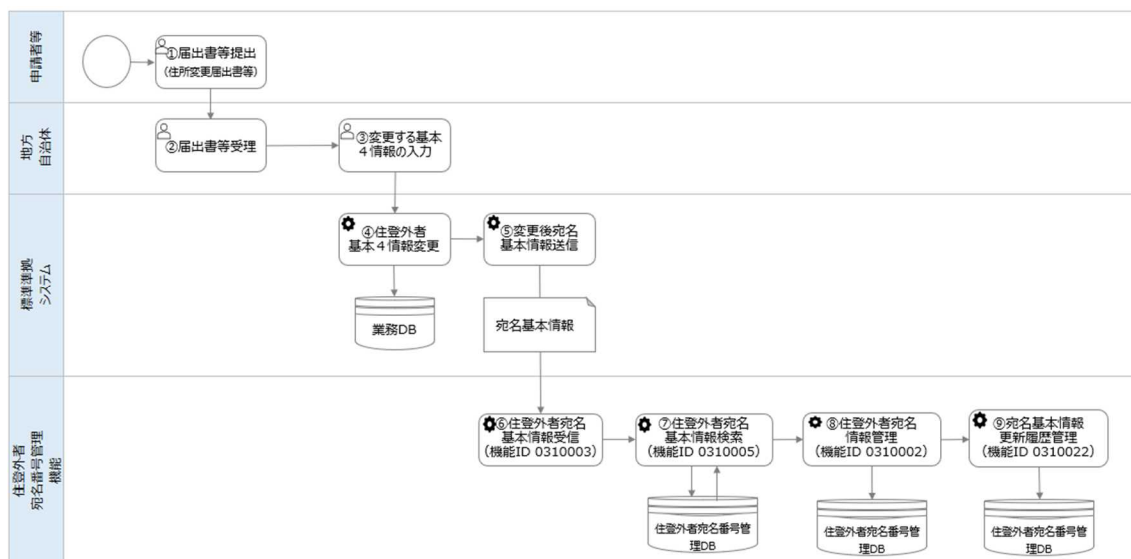 申請者等
①届出書等提出
（住所変更届出書等）
地方
自治体
②届出書等受理
③変更する基本
４情報の入力
標準準拠
システム
④住登外者
基本４情報変更
⑤変更後宛名
基本情報送信
業務DB
宛名基本情報
住登外者
宛名番号管理
機能
⑥住登外者宛名
基本情報受信
（機能ID 0310003）
⑦住登外者宛名
基本情報検索
（機能ID 0310005）
⑧住登外者宛名
情報管理
（機能ID 0310002）
⑨宛名基本情報
更新履歴管理
（機能ID 0310022）
住登外者宛名番号管
理DB
住登外者宛名番号管
理DB
住登外者宛名番号管
理DB